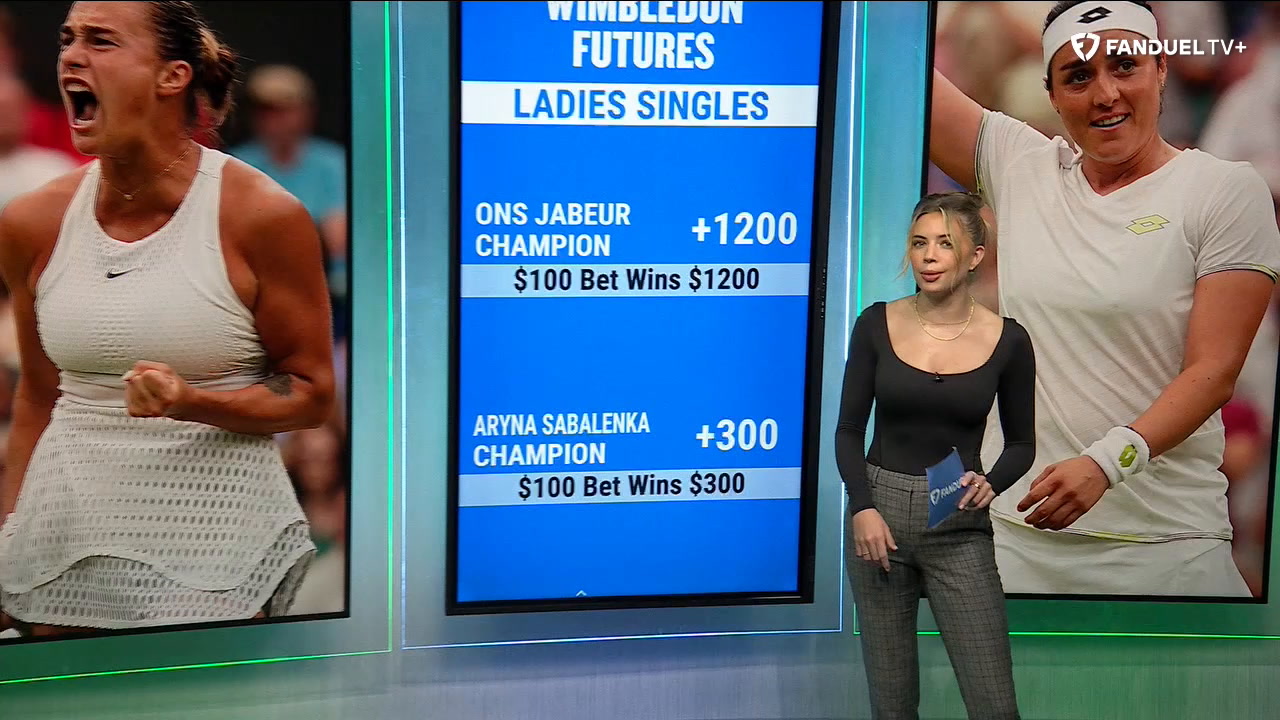 FANDUEL TV+
WIMBLEDON
FUTURES
LADIES SINGLES
ONS JABEUR
CHAMPION
+1200
$100 Bet Wins $1200
ARYNA SABALENKA
CHAMPION
+300
$100 Bet Wins $300
FANDU